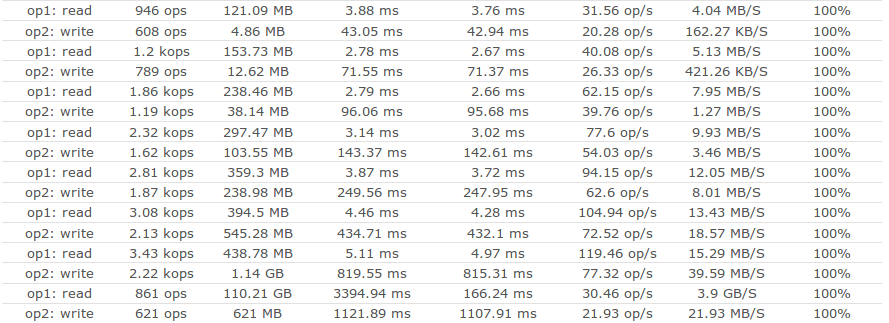 op1: read 946 ops 121.09 MB 3.88 ms 3.76 ms 31.56 op/s 4.04 MB/S 100%
op2: write 608 ops 4.86 MB 43.05 ms 42.94 ms 20.28 op/s 162.27 KB/S 100%
op1: read 1.2 kops 153.73 MB 2.78 ms 2.67 ms 40.08 op/s 5.13 MB/S 100%
op2: write 789 ops 12.62 MB 71.55 ms 71.37 ms 26.33 op/s 421.26 KB/S 100%
op1: read 1.86 kops 238.46 MB 2.79 ms 2.66 ms 62.15 op/s 7.95 MB/S 100%
op2: write 1.19 kops 38.14 MB 96.06 ms 95.68 ms 39.76 op/s 1.27 MB/S 100%
op1: read 2.32 kops 297.47 MB 3.14 ms 3.02 ms 77.6 op/s 9.93 MB/S 100%
op2: write 1.62 kops 103.55 MB 143.37 ms 142.61 ms 54.03 op/s 3.46 MB/S 100%
op1: read 2.81 kops 359.3 MB 3.87 ms 3.72 ms 94.15 op/s 12.05 MB/S 100%
op2: write 1.87 kops 238.98 MB 249.56 ms 247.95 ms 62.6 op/s 8.01 MB/S 100%
op1: read 3.08 kops 394.5 MB 4.46 ms 4.28 ms 104.94 op/s 13.43 MB/S 100%
op2: write 2.13 kops 545.28 MB 434.71 ms 432.1 ms 72.52 op/s 18.57 MB/S 100%
op1: read 3.43 kops 438.78 MB 5.11 ms 4.97 ms 119.46 op/s 15.29 MB/S 100%
op2: write 2.22 kops 1.14 GB 819.55 ms 815.31 ms 77.32 op/s 39.59 MB/S 100%
op1: read 861 ops 110.21 GB 3394.94 ms 166.24 ms 30.46 op/s 3.9 GB/S 100%
op2: write 621 ops 621 MB 1121.89 ms 1107.91 ms 21.93 op/s 21.93 MB/S 100%